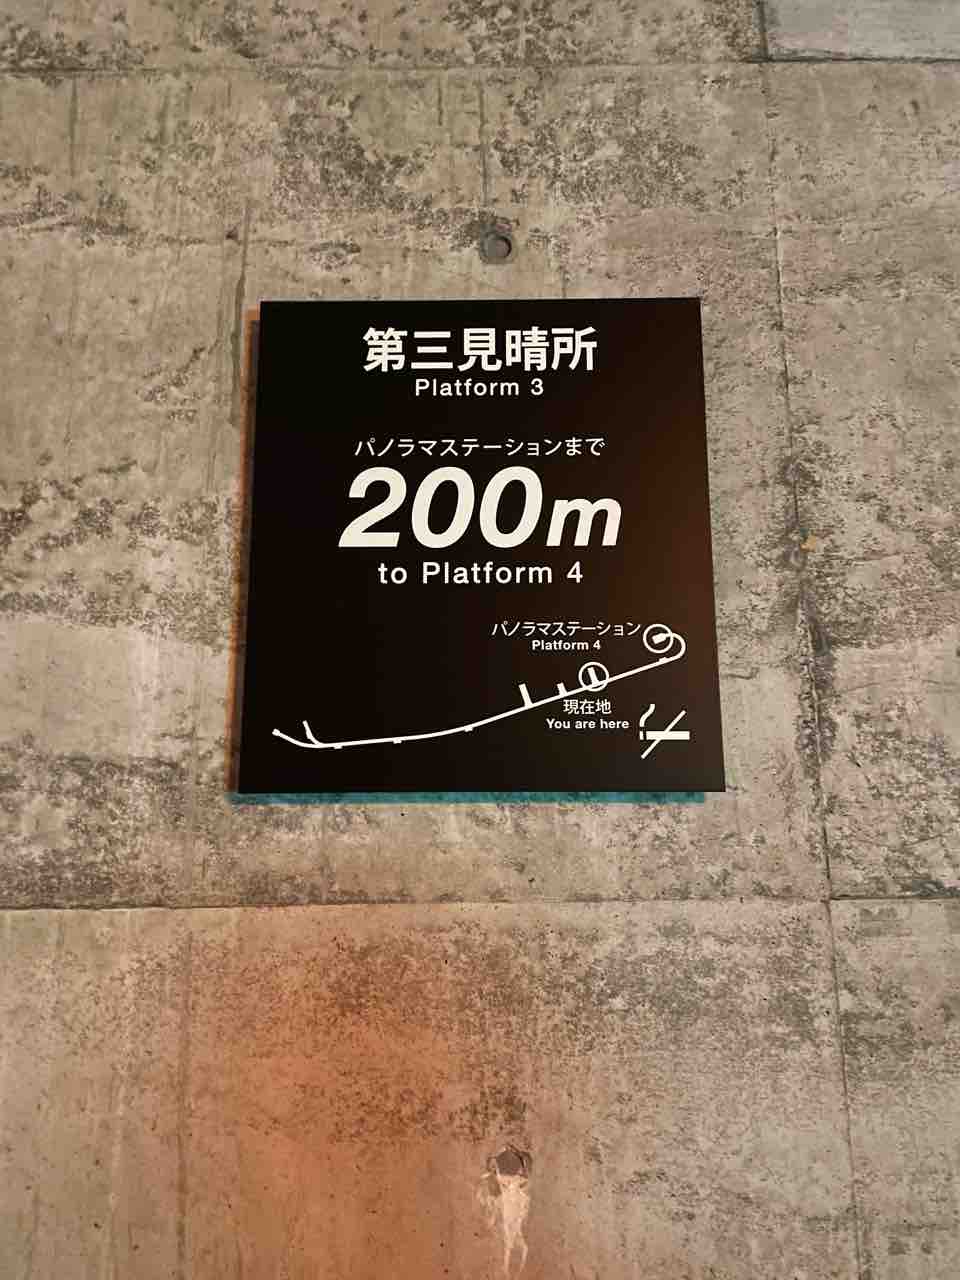 第三見晴所
Platform 3
パノラマステーションまで
200m
to Platform 4
パノラマステーション
Platform 4
現在地
You are here